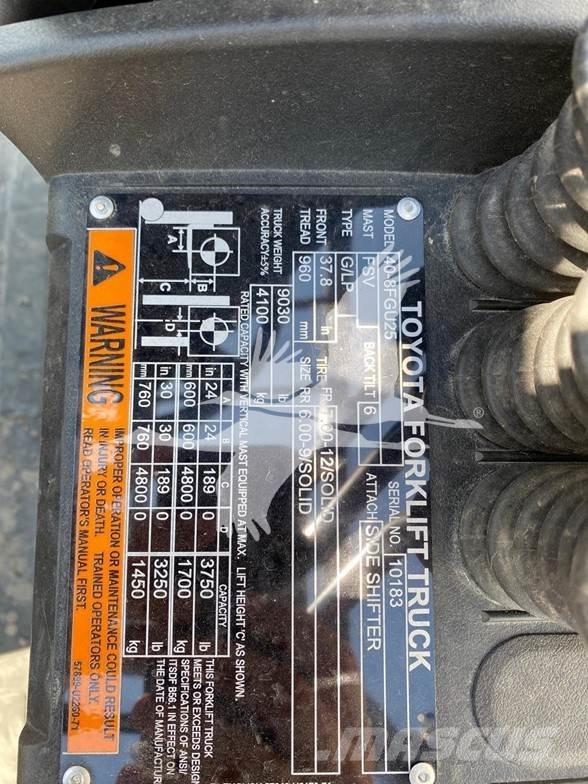 TOYOTA FORKLIFT TRUCK
MODEL 40-8FGU25 SERIAL NO. 10183
MAST FSV BACK TILT 6 ATTACH SIDE SHIFTER
TYPE G/LP
FRONT 37.8 in TIRE FR 7.00-12/SOLID
TREAD 960 mm SIZE RR 6.00-9/SOLID
TRUCK WEIGHT 9030 lb
ACCURACY±5% 4100 kg
RATED CAPACITY WITH VERTICAL MAST EQUIPPED AT MAX. LIFT HEIGHT 'C' AS SHOWN.
A B C D CAPACITY
in 24 24 189 0 3750 lb
mm 600 600 4800 0 1700 kg
in 30 30 189 0 3250 lb
mm 760 760 4800 0 1450 kg
A B C D
THIS FORKLIFT TRUCK
MEETS OR EXCEEDS DESIGN
SPECIFICATIONS OF ANSI/
ITSDF B56.1 IN EFFECT ON
THE DATE OF MANUFACTUR
WARNING
IMPROPER OPERATION OR MAINTENANCE COULD RESULT
IN INJURY OR DEATH. TRAINED OPERATORS ONLY.
READ OPERATOR'S MANUAL FIRST.
57899-U2230-71